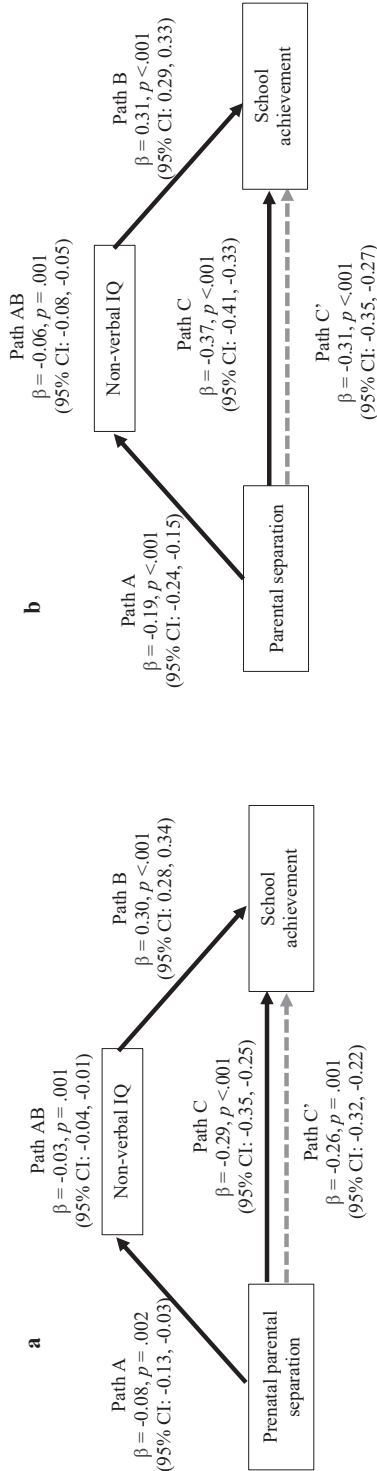 a
Path AB
β = -0.03, p = .001
(95% CI: -0.04, -0.01)
Path A
β = -0.08, p = .002
(95% CI: -0.13, -0.03)
Non-verbal IQ
Path B
β = 0.30, p <.001
(95% CI: 0.28, 0.34)
Path C
β = -0.29, p <.001
(95% CI: -0.35, -0.25)
Prenatal parental
separation
School
achievement
Path C’
β = -0.26, p = .001
(95% CI: -0.32, -0.22)
b
Path AB
β = -0.06, p = .001
(95% CI: -0.08, -0.05)
Path A
β = -0.19, p <.001
(95% CI: -0.24, -0.15)
Non-verbal IQ
Path B
β = 0.31, p <.001
(95% CI: 0.29, 0.33)
Path C
β = -0.37, p <.001
(95% CI: -0.41, -0.33)
Parental separation
School
achievement
Path C’
β = -0.31, p <.001
(95% CI: -0.35, -0.27)